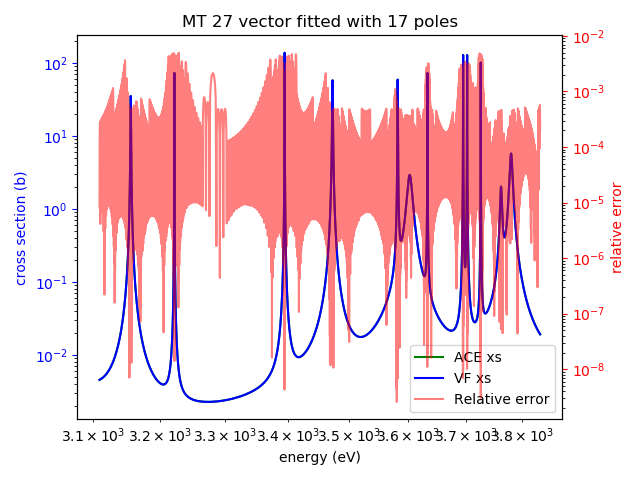 MT 27 vector fitted with 17 poles
cross section (b)
10²
10¹
10⁰
10⁻¹
10⁻²
10⁻²
10⁻³
10⁻⁴
10⁻⁵
10⁻⁶
10⁻⁷
10⁻⁸
relative error
ACE xs
VF xs
Relative error
3.1 × 10³ 3.2 × 10³ 3.3 × 10³ 3.4 × 10³ 3.5 × 10³ 3.6 × 10³ 3.7 × 10³ 3.8 × 10³
energy (eV)